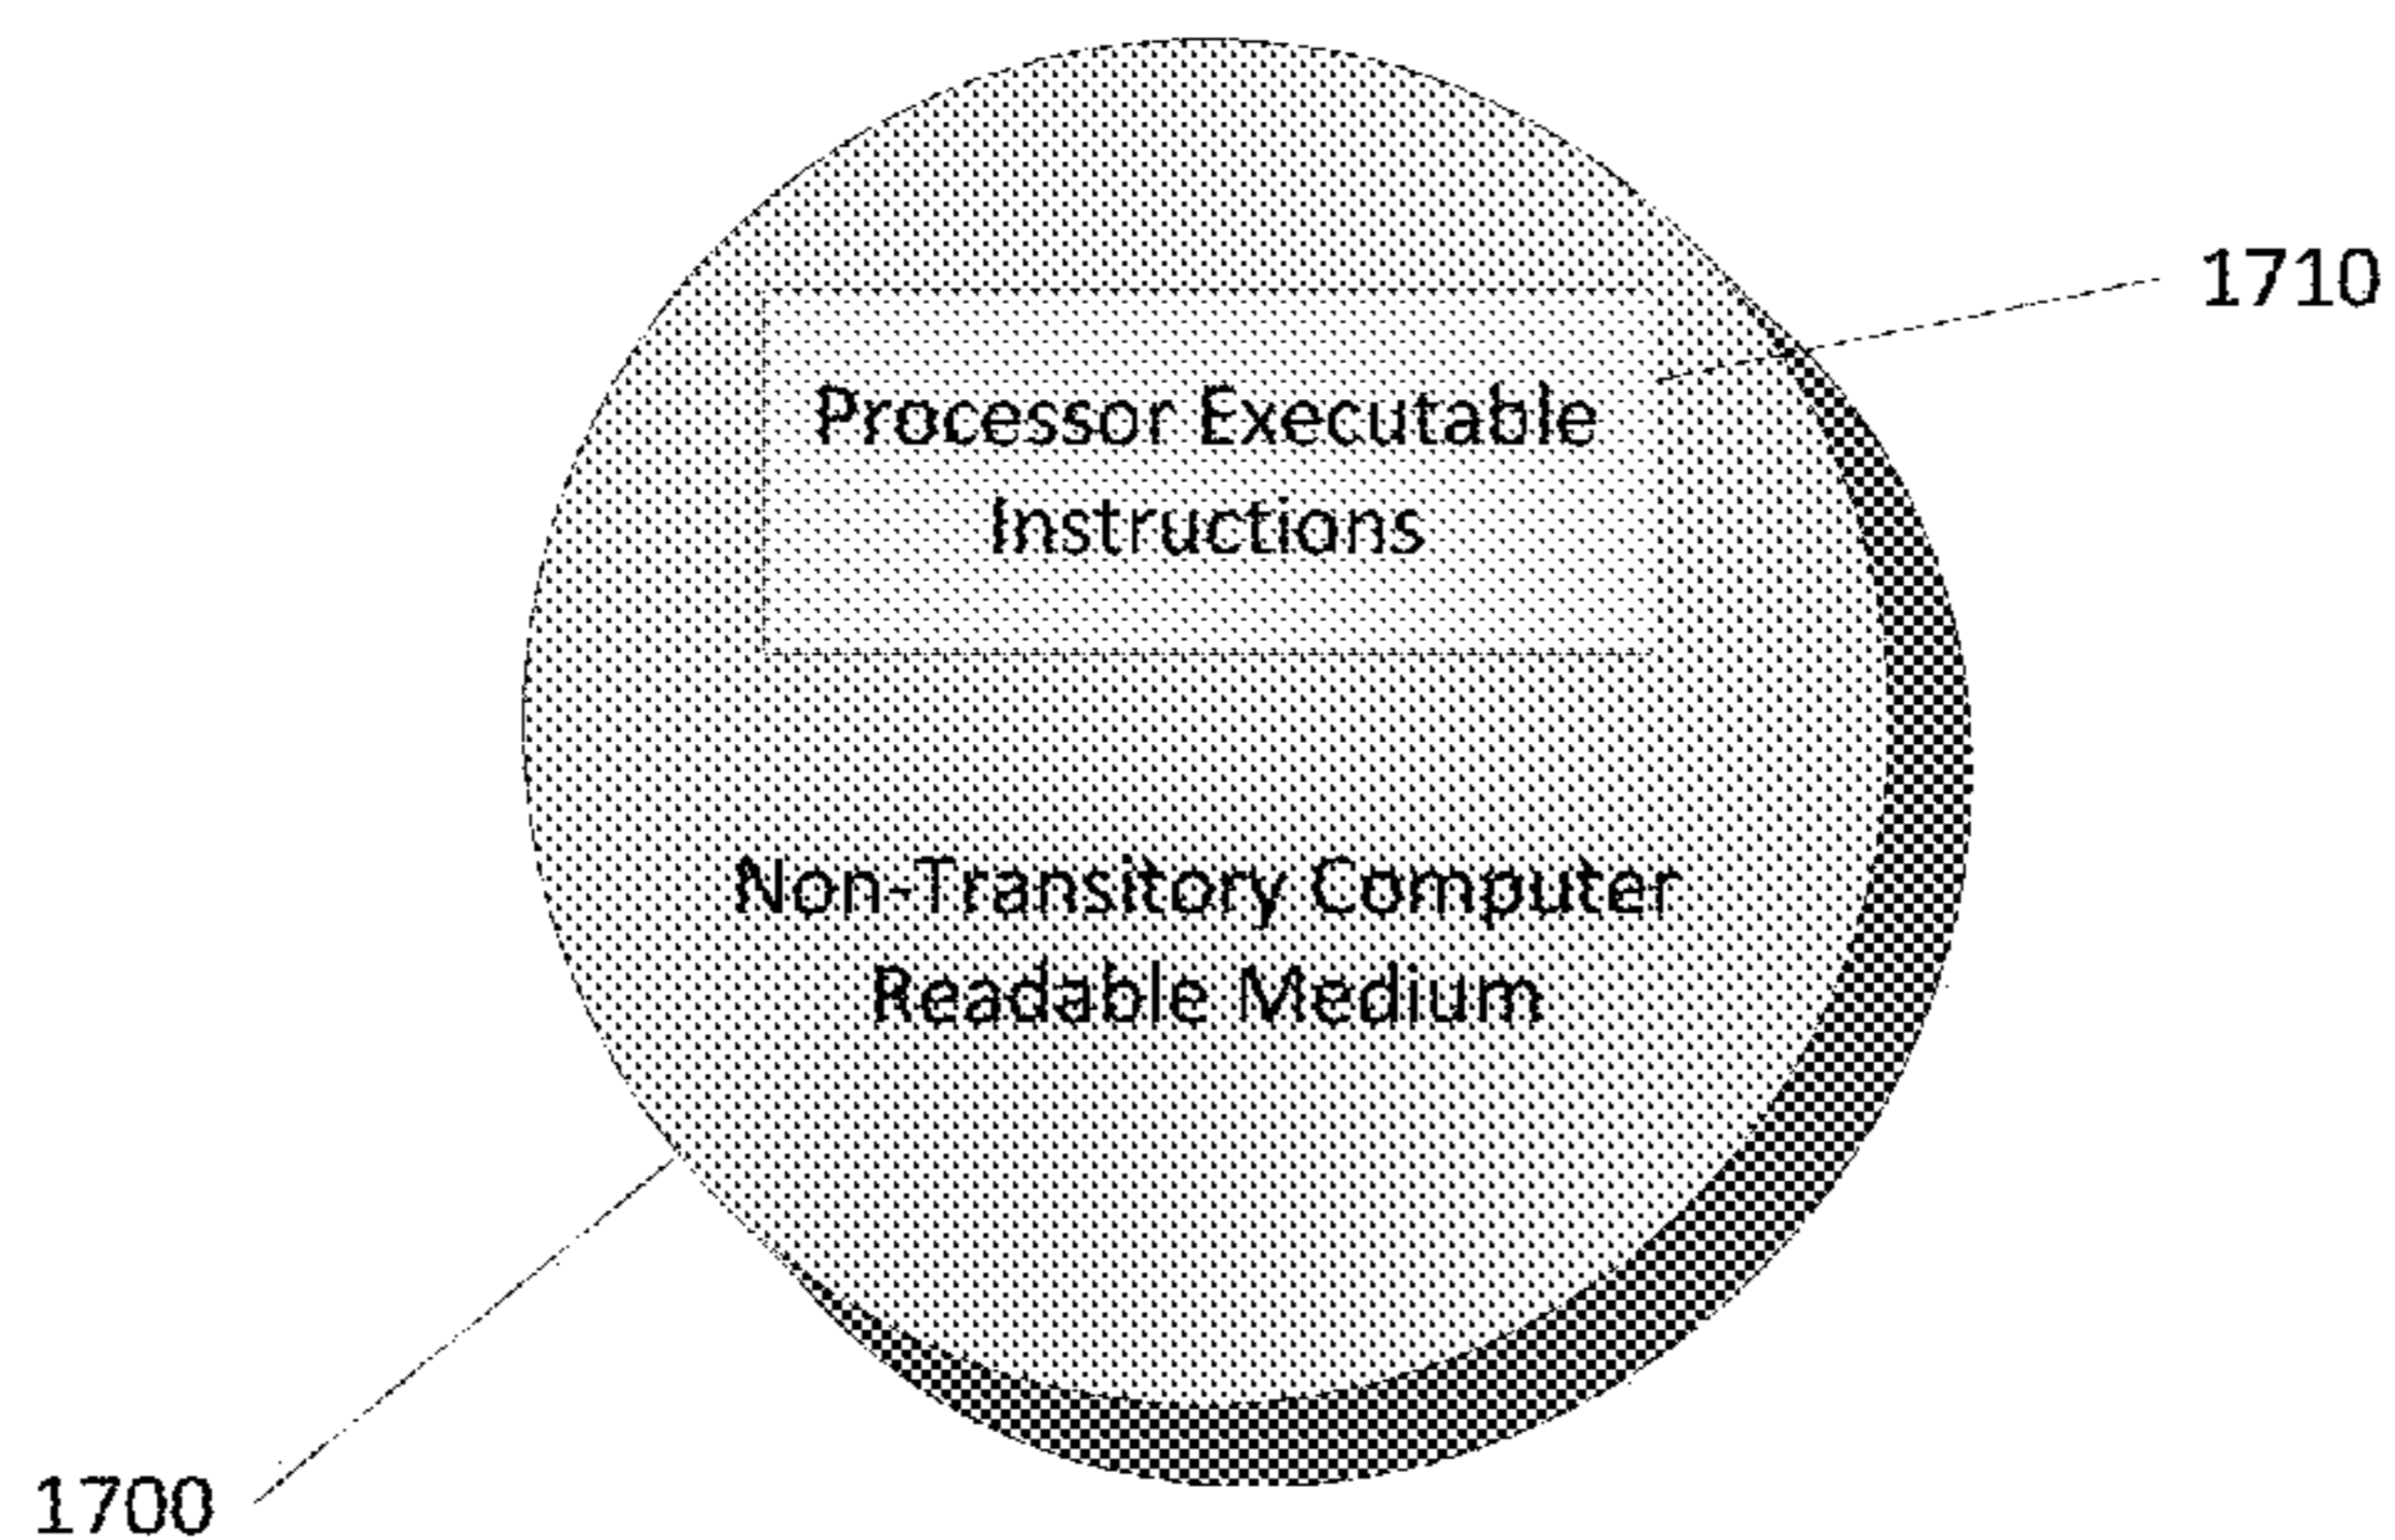 1710
Processor Executable
Instructions
Non-Transitory Computer
Readable Medium
1700